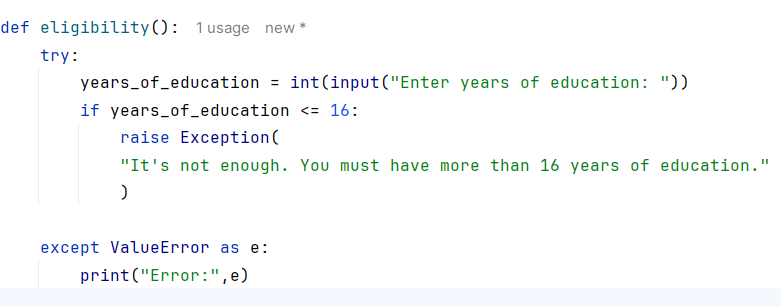 def eligibility():  1 usage  new *
    try:
        years_of_education = int(input("Enter years of education: "))
        if years_of_education <= 16:
            raise Exception(
            "It's not enough. You must have more than 16 years of education."
            )

    except ValueError as e:
        print("Error:",e)